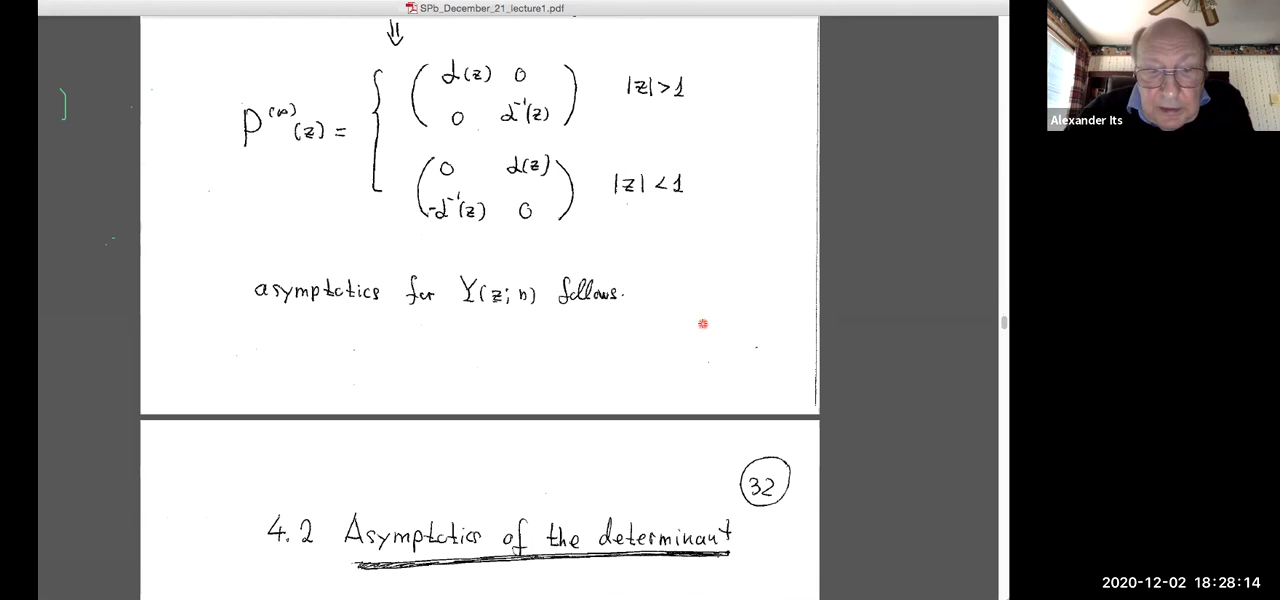 SPb_December_21_lecture1.pdf
⇓
P^(∞)(z) = { ( α(z) 0 ; 0 α⁻¹(z) ) |z| > 1
( 0 α(z) ; -α⁻¹(z) 0 ) |z| < 1
asymptotics for Y(z; n) follows.
32
4.2 Asymptotics of the determinant
Alexander Its
2020-12-02 18:28:14